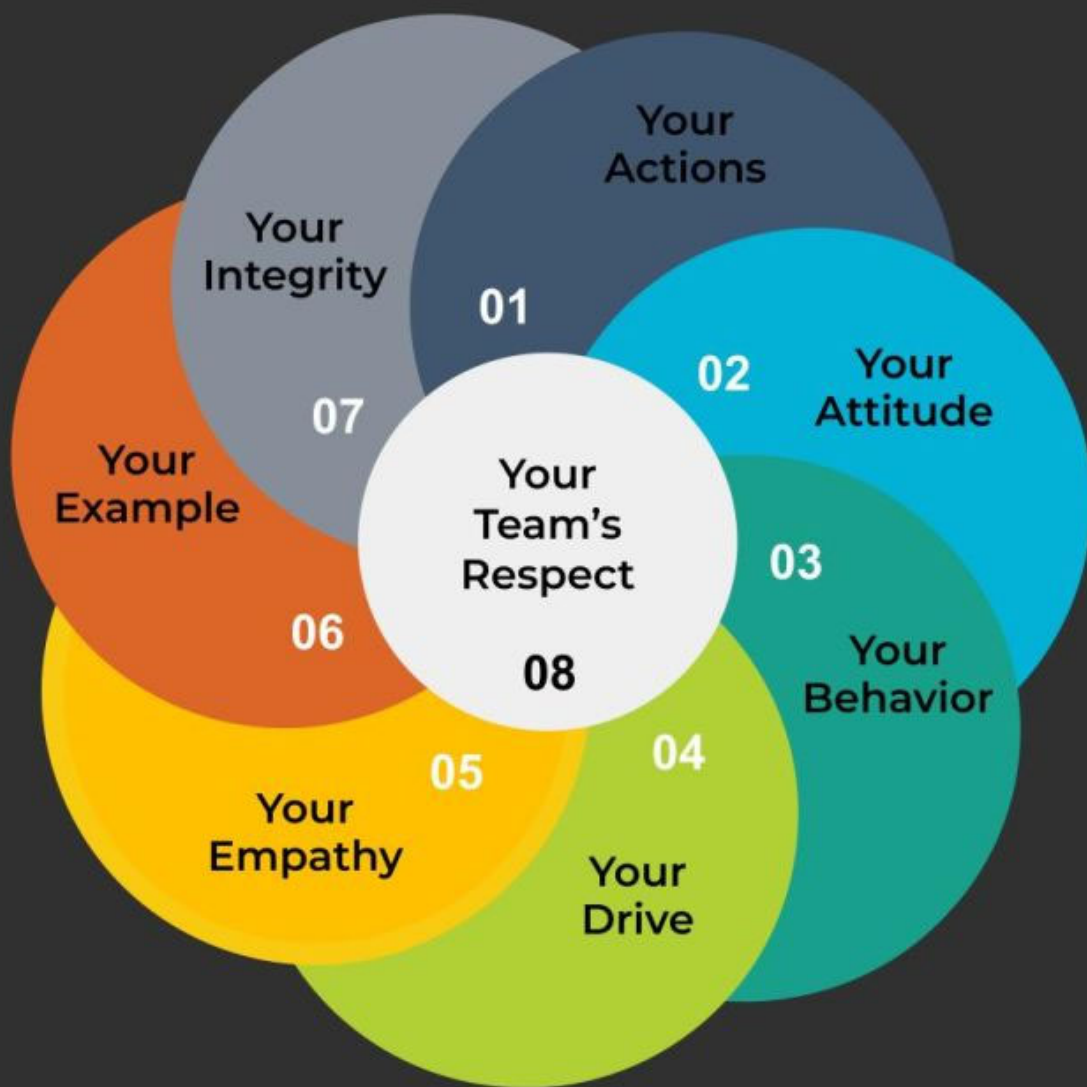 Your
Actions
01
02
Your
Attitude
03
Your
Behavior
04
Your
Drive
05
Your
Empathy
06
Your
Example
07
Your
Integrity
Your
Team’s
Respect
08